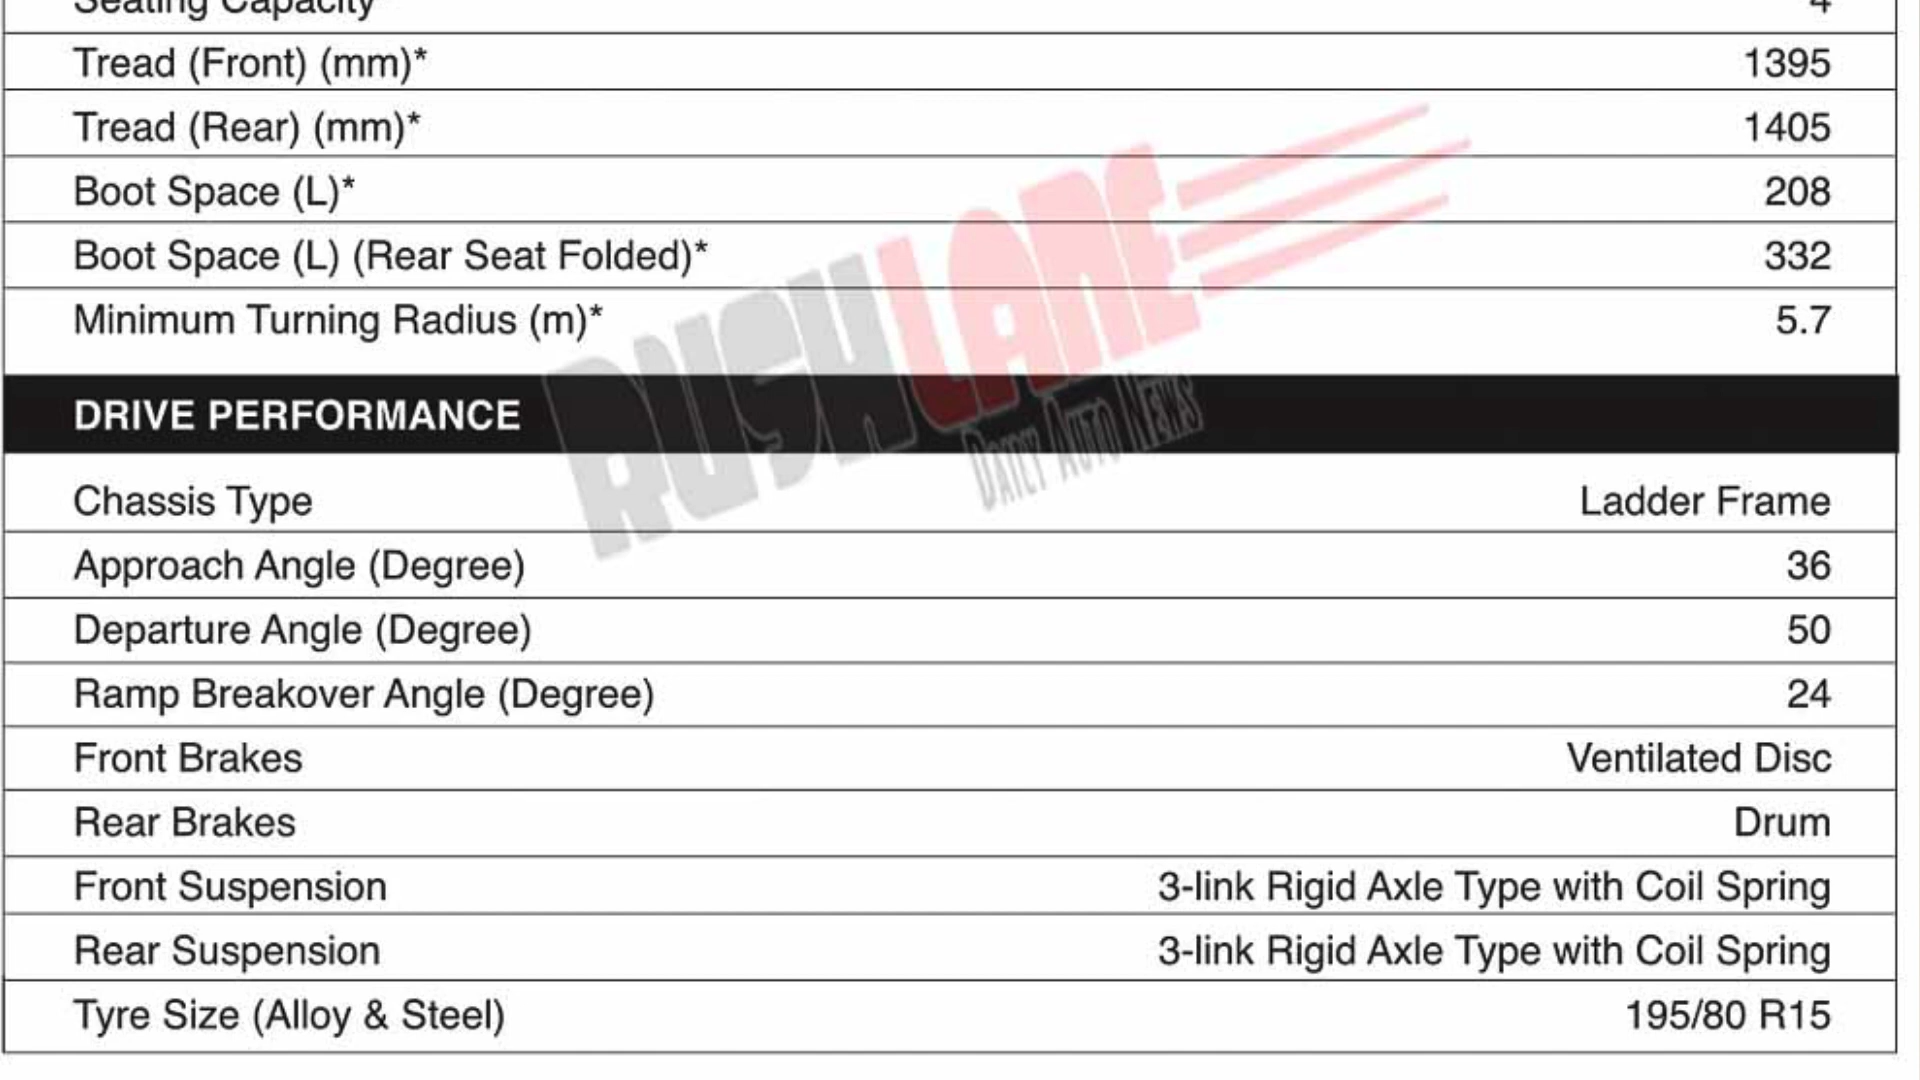 Seating Capacity 4
Tread (Front) (mm)* 1395
Tread (Rear) (mm)* 1405
Boot Space (L)* 208
Boot Space (L) (Rear Seat Folded)* 332
Minimum Turning Radius (m)* 5.7
RUSHLANE
DAILY AUTO NEWS
DRIVE PERFORMANCE
Chassis Type Ladder Frame
Approach Angle (Degree) 36
Departure Angle (Degree) 50
Ramp Breakover Angle (Degree) 24
Front Brakes Ventilated Disc
Rear Brakes Drum
Front Suspension 3-link Rigid Axle Type with Coil Spring
Rear Suspension 3-link Rigid Axle Type with Coil Spring
Tyre Size (Alloy & Steel) 195/80 R15